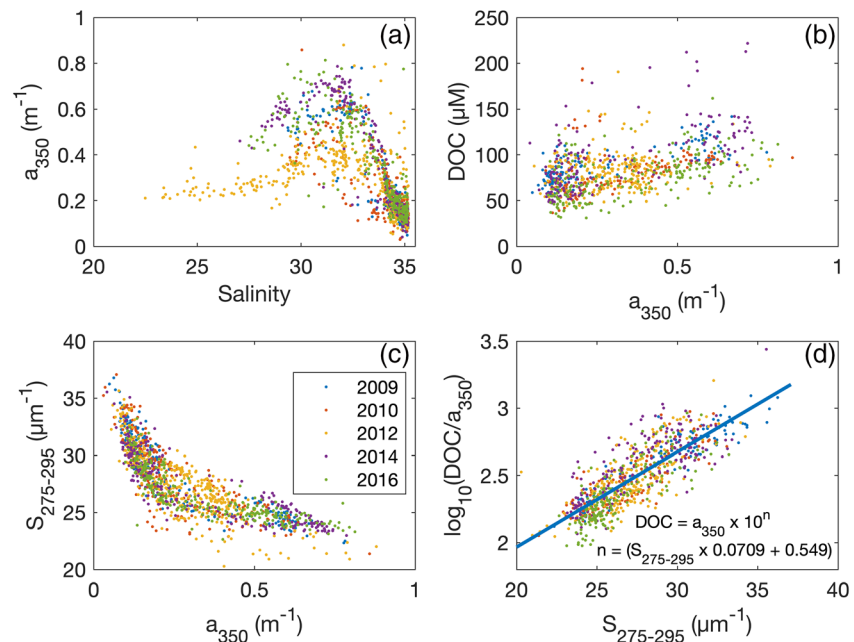 (a)
1
0.8
0.6
0.4
0.2
0
a350 (m-1)
20
25
30
35
Salinity
(b)
250
200
150
100
50
0
DOC (µM)
0
0.5
1
a350 (m-1)
(c)
40
35
30
25
20
S275-295 (µm-1)
2009
2010
2012
2014
2016
0
0.5
1
a350 (m-1)
(d)
3.5
3
2.5
2
log10(DOC/a350)
DOC = a350 x 10n
n = (S275-295 x 0.0709 + 0.549)
20
25
30
35
40
S275-295 (µm-1)